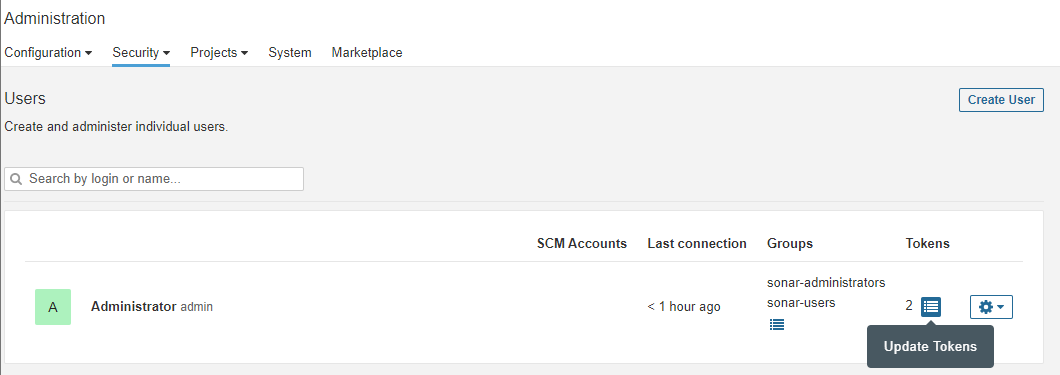 Administration
Configuration Security Projects System Marketplace
Users
Create User
Create and administer individual users.
Search by login or name...
SCM Accounts Last connection Groups Tokens
A Administrator admin < 1 hour ago sonar-administrators
sonar-users
2
Update Tokens